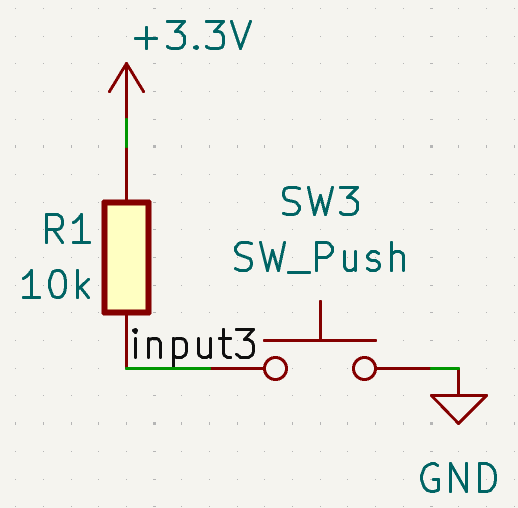 +3.3V
SW3
R1
SW_Push
10k
input3
GND